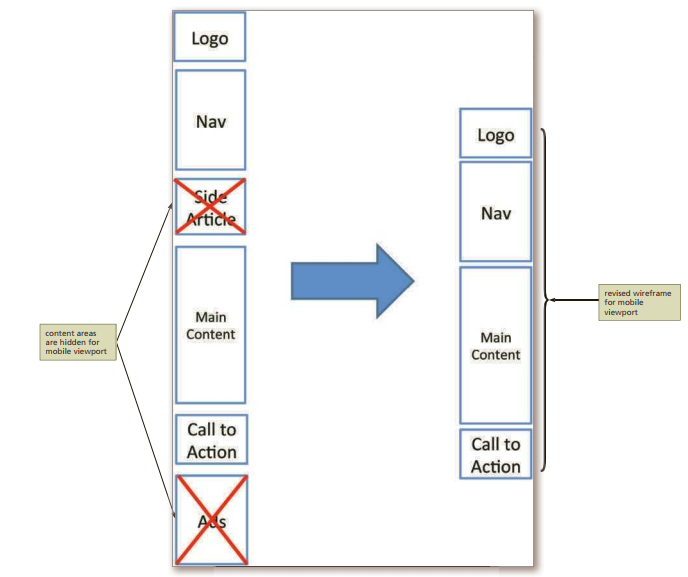 Logo
Nav
Side
Article
Main
Content
Call to
Action
Ads
content areas
are hidden for
mobile viewport
Logo
Nav
Main
Content
Call to
Action
revised wireframe
for mobile
viewport